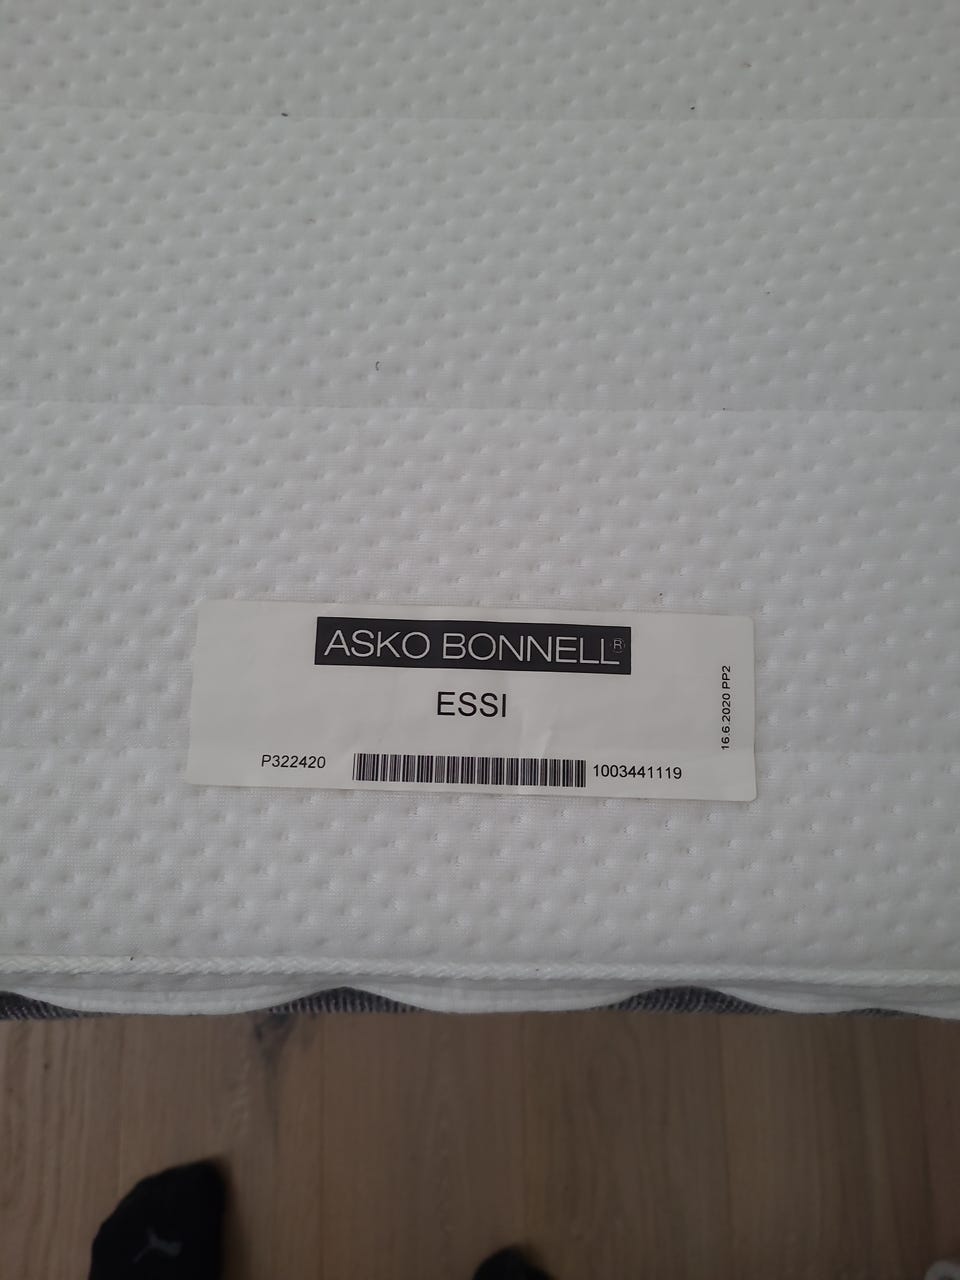 ASKO BONNELL®
ESSI
P322420
1003441119
16.6.2020 PP2